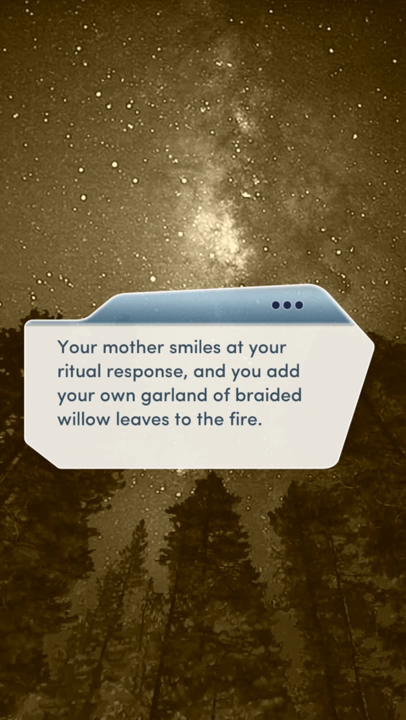 Your mother smiles at your
ritual response, and you add
your own garland of braided
willow leaves to the fire.